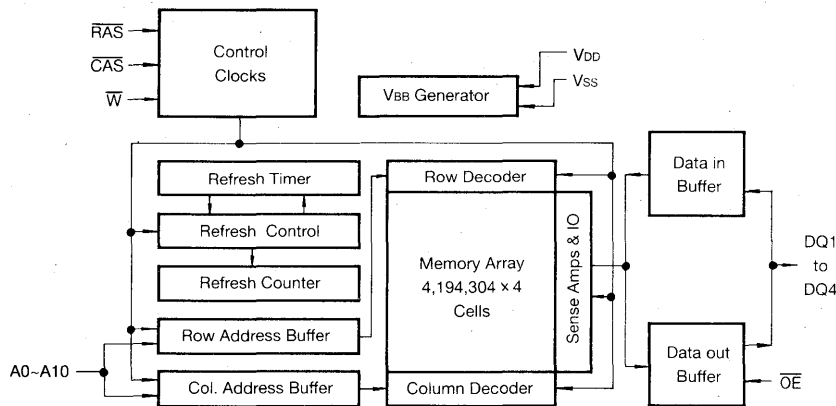 RAS
CAS
W
Control
Clocks
VBB Generator
VDD
VSS
Refresh Timer
Refresh Control
Refresh Counter
Row Address Buffer
Col. Address Buffer
A0~A10
Row Decoder
Memory Array
4,194,304 × 4
Cells
Sense Amps & IO
Column Decoder
Data in
Buffer
DQ1
to
DQ4
Data out
Buffer
OE